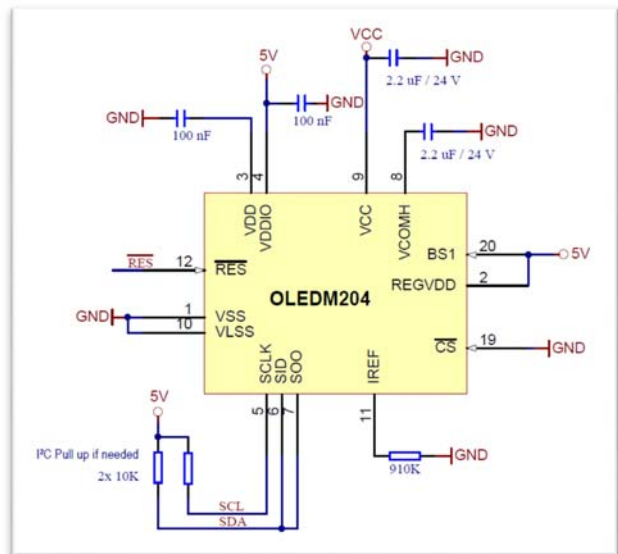 VCC
GND
5V
2.2 uF / 24 V
GND
GND
100 nF
100 nF
GND
2.2 uF / 24 V
3
4
9
8
VDD
VDDIO
VCC
VCOMH
BS1
20
5V
RES
12
RES
REGVDD
2
OLEDM204
GND
1
VSS
10
VLSS
CS
19
GND
SCLK
SID
SOO
IREF
5
6
7
11
5V
I²C Pull up if needed
2x 10K
910K
GND
SCL
SDA